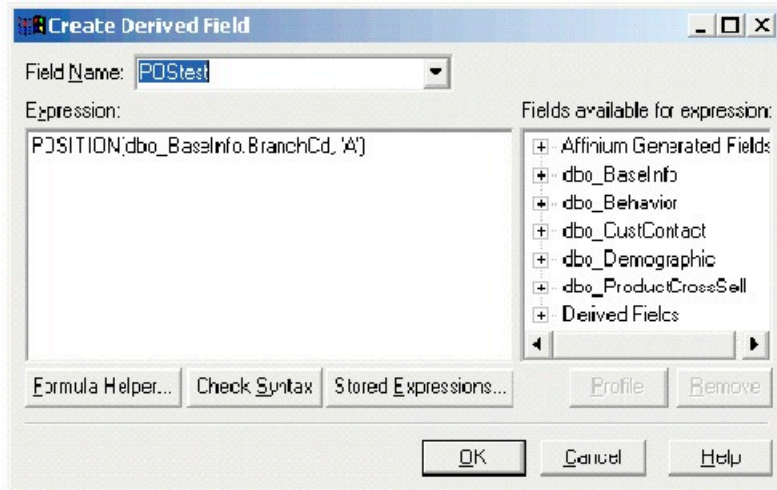 Create Derived Field
Field Name: POStest
Expression:
POSITION(dbo_BaseInfo.BranchCd, 'A')
Fields available for expression:
Affinium Generated Fields
dbo_BaseInfo
dbo_Behavior
dbo_CustContact
dbo_Demographic
dbo_ProductCrossSell
Derived Fields
Formula Helper...
Check Syntax
Stored Expressions...
Profile
Remove
OK
Cancel
Help